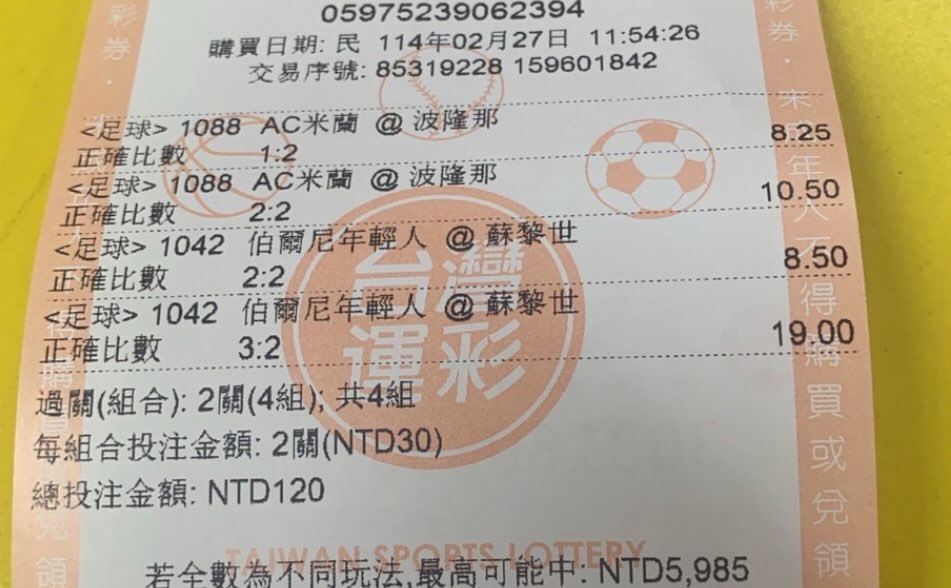 05975239062394
購買日期: 民 114年02月27日 11:54:26
交易序號: 85319228 159601842
<足球> 1088 AC米蘭 @ 波隆那
正確比數 1:2 8.25
<足球> 1088 AC米蘭 @ 波隆那
正確比數 2:2 10.50
<足球> 1042 伯爾尼年輕人 @ 蘇黎世
正確比數 2:2 8.50
<足球> 1042 伯爾尼年輕人 @ 蘇黎世
正確比數 3:2 19.00
台灣
運彩
過關(組合): 2關(4組); 共4組
每組合投注金額: 2關(NTD30)
總投注金額: NTD120
TAIWAN SPORTS LOTTERY
若全數為不同玩法,最高可能中: NTD5,985
彩券·
彩券·未成年人不得購買或兌領